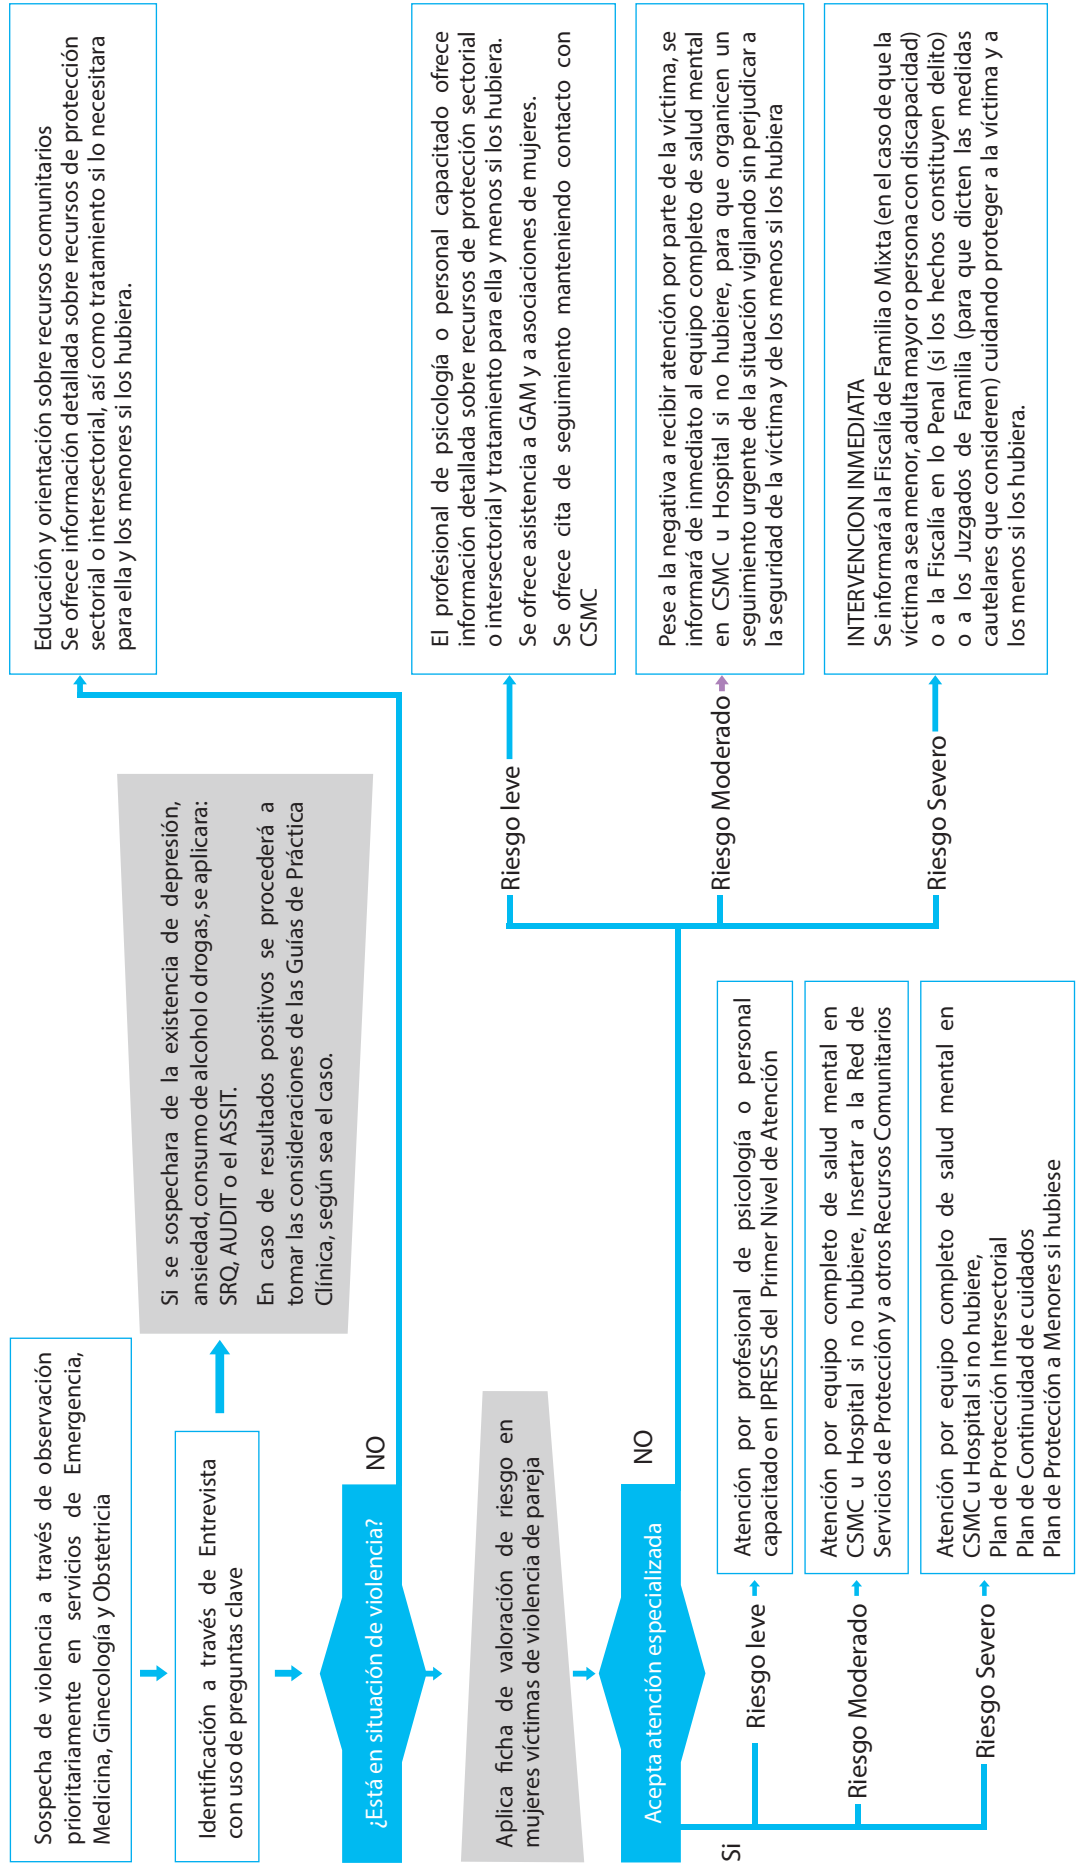 Sospecha de violencia a través de observación
prioritariamente en servicios de Emergencia,
Medicina, Ginecología y Obstetricia
Identificación a través de Entrevista
con uso de preguntas clave
Si se sospechara de la existencia de depresión,
ansiedad, consumo de alcohol o drogas, se aplicara:
SRQ, AUDIT o el ASSIT.
En caso de resultados positivos se procederá a
tomar las consideraciones de las Guías de Práctica
Clínica, según sea el caso.
¿Está en situación de violencia?
NO
Educación y orientación sobre recursos comunitarios
Se ofrece información detallada sobre recursos de protección
sectorial o intersectorial, así como tratamiento si lo necesitara
para ella y los menores si los hubiera.
Aplica ficha de valoración de riesgo en
mujeres víctimas de violencia de pareja
Acepta atención especializada
NO
Riesgo leve
El profesional de psicología o personal capacitado ofrece
información detallada sobre recursos de protección sectorial
o intersectorial y tratamiento para ella y menos si los hubiera.
Se ofrece asistencia a GAM y a asociaciones de mujeres.
Se ofrece cita de seguimiento manteniendo contacto con
CSMC
Riesgo Moderado
Pese a la negativa a recibir atención por parte de la víctima, se
informará de inmediato al equipo completo de salud mental
en CSMC u Hospital si no hubiere, para que organicen un
seguimiento urgente de la situación vigilando sin perjudicar a
la seguridad de la víctima y de los menos si los hubiera
Riesgo Severo
INTERVENCION INMEDIATA
Se informará a la Fiscalía de Familia o Mixta (en el caso de que la
víctima a sea menor, adulta mayor o persona con discapacidad)
o a la Fiscalía en lo Penal (si los hechos constituyen delito)
o a los Juzgados de Familia (para que dicten las medidas
cautelares que consideren) cuidando proteger a la víctima y a
los menos si los hubiera.
Si
Riesgo leve
Atención por profesional de psicología o personal
capacitado en IPRESS del Primer Nivel de Atención
Riesgo Moderado
Atención por equipo completo de salud mental en
CSMC u Hospital si no hubiere, Insertar a la Red de
Servicios de Protección y a otros Recursos Comunitarios
Riesgo Severo
Atención por equipo completo de salud mental en
CSMC u Hospital si no hubiere,
Plan de Protección Intersectorial
Plan de Continuidad de cuidados
Plan de Protección a Menores si hubiese